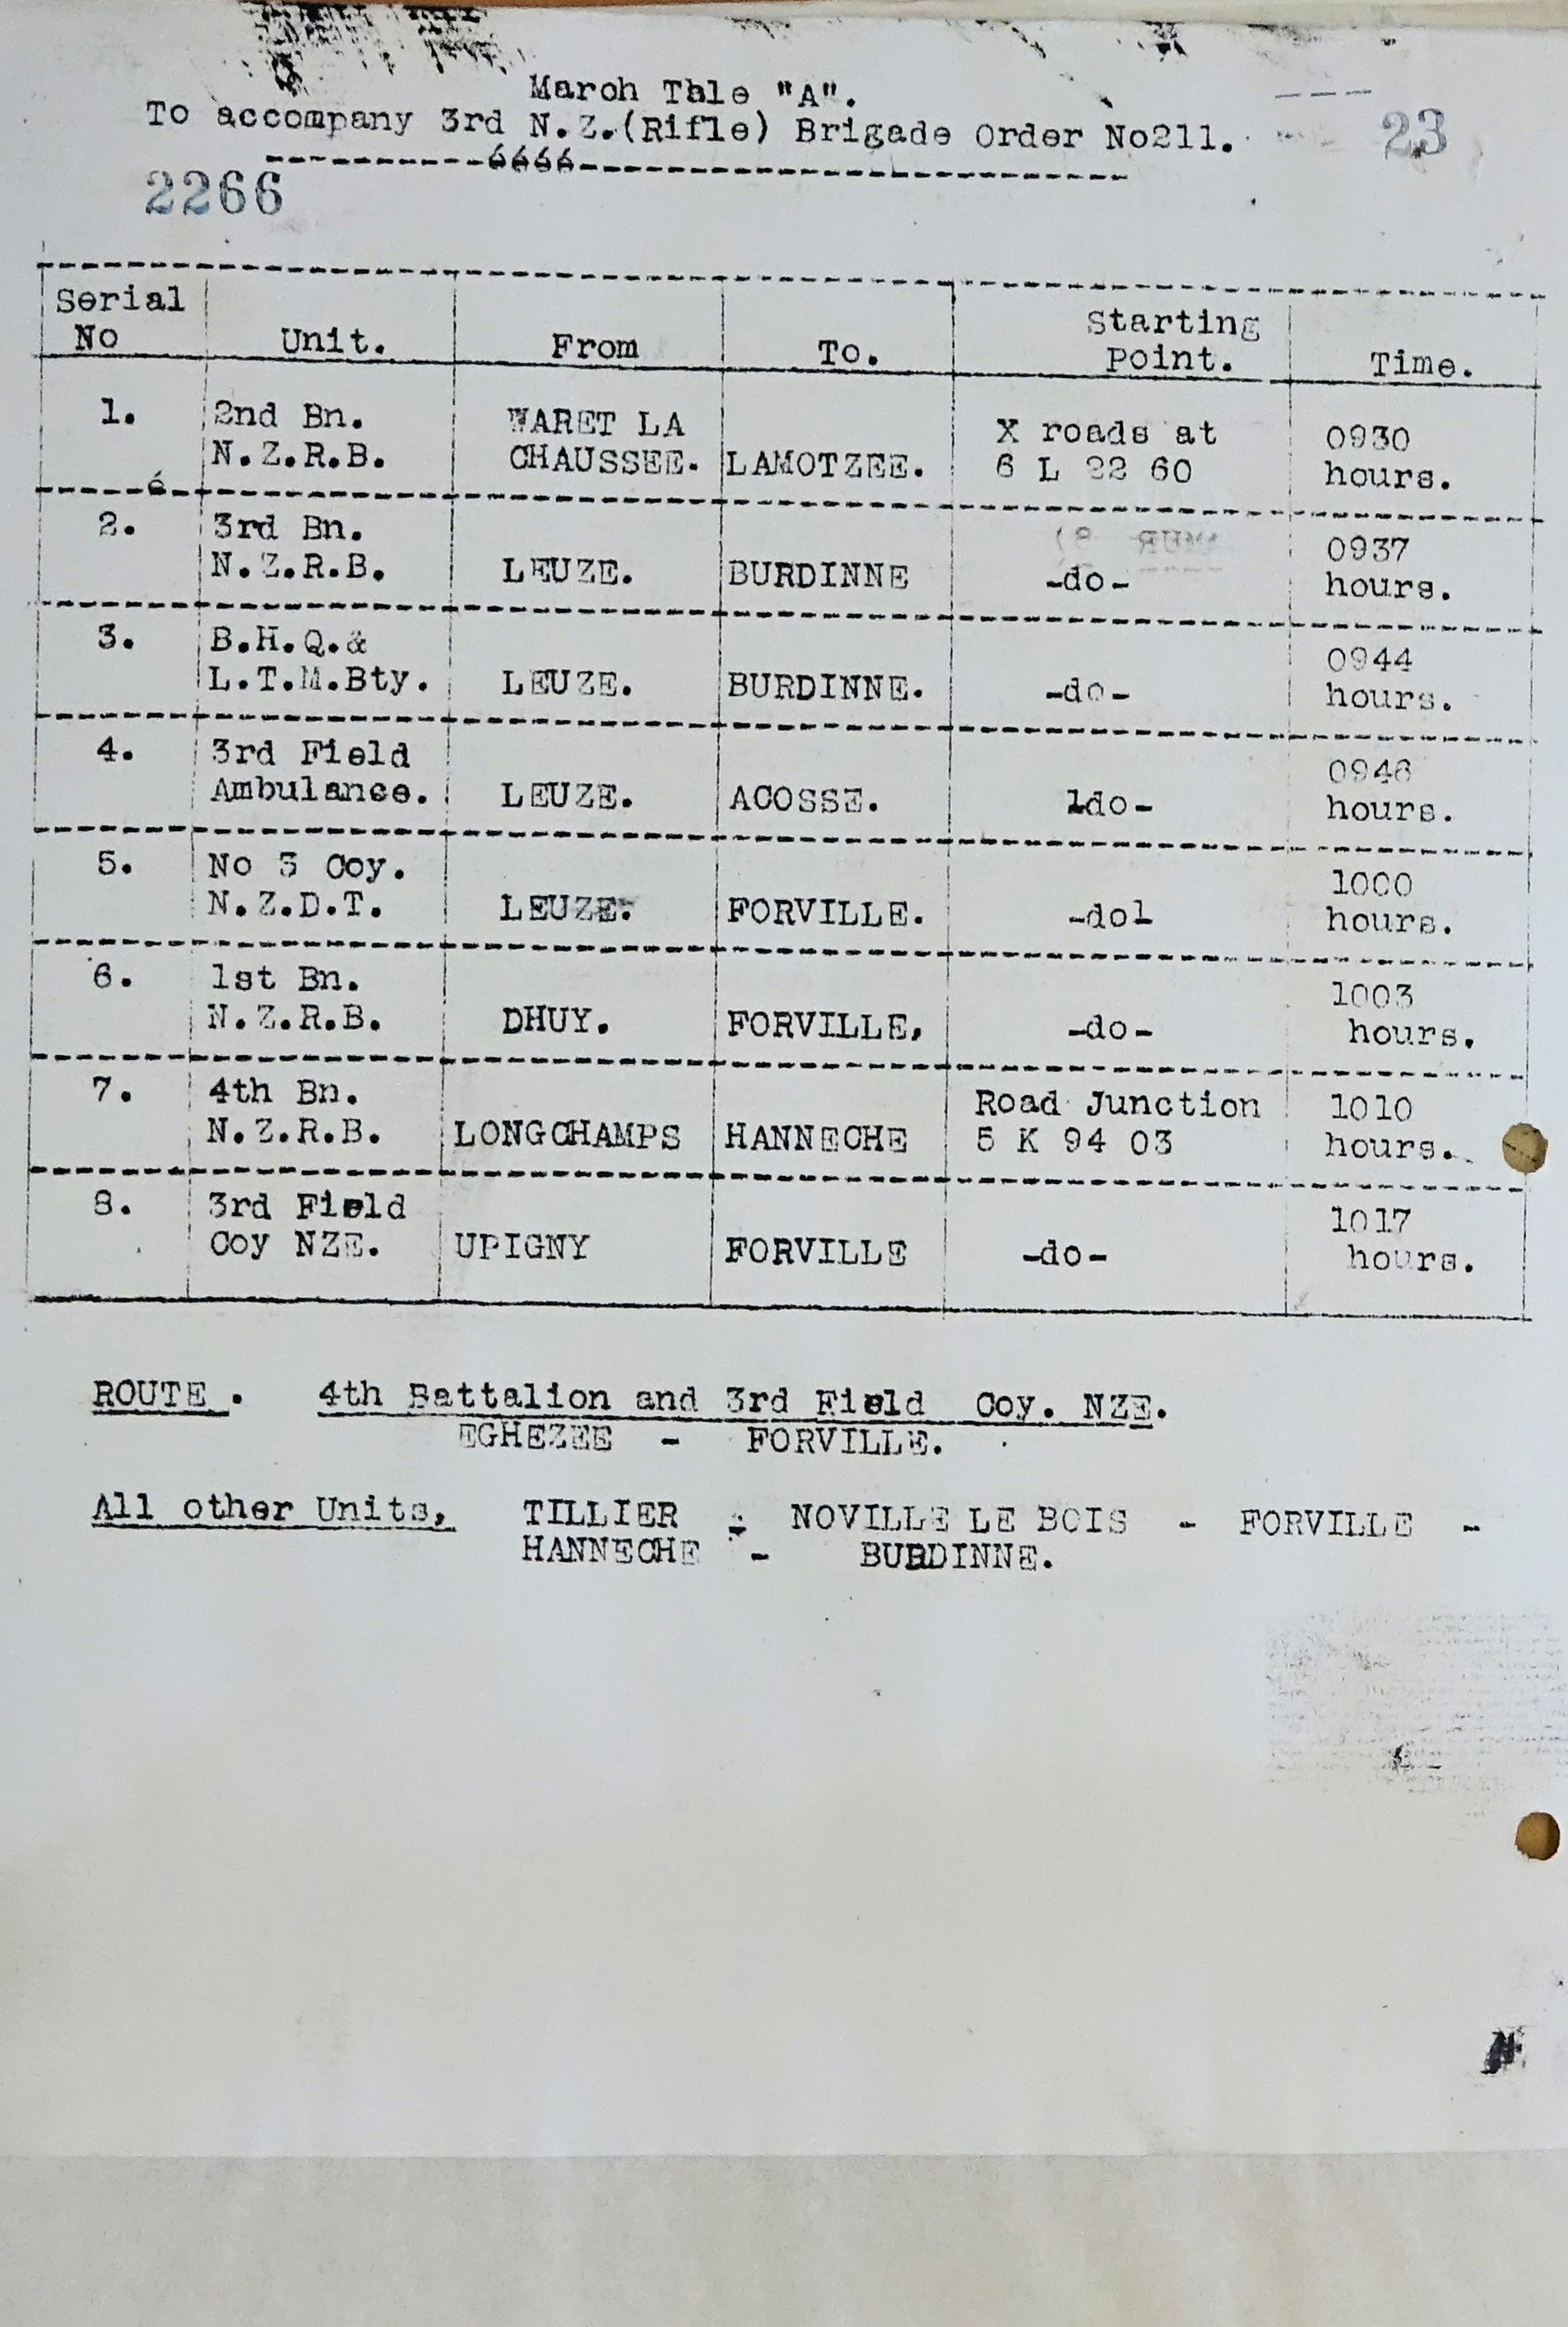 March Tble "A".
To accompany 3rd N.Z.(Rifle) Brigade Order No211.
23
2266
Serial No Unit. From To. Starting Point. Time.
1. 2nd Bn. WARET LA X roads at 0930
N.Z.R.B. CHAUSSEE. LAMOTZEE. 6 L 22 60 hours.
2. 3rd Bn. 0937
N.Z.R.B. LEUZE. BURDINNE -do- hours.
3. B.H.Q.& 0944
L.T.M.Bty. LEUZE. BURDINNE. -do- hours.
4. 3rd Field
Ambulance. LEUZE. ACOSSE. 1do- hours.
5. No 3 Coy. 1000
N.Z.D.T. LEUZE. FORVILLE. -do1 hours.
6. 1st Bn. 1003
N.Z.R.B. DHUY. FORVILLE, -do- hours.
7. 4th Bn. Road Junction 1010
N.Z.R.B. LONGCHAMPS HANNECHE 5 K 94 03 hours.
8. 3rd Field 1017
Coy NZE. UPIGNY FORVILLE -do- hours.
ROUTE . 4th Battalion and 3rd Field Coy. NZE.
EGHEZEE - FORVILLE.
All other Units, TILLIER - NOVILLE LE BOIS - FORVILLE -
HANNECHE - BURDINNE.